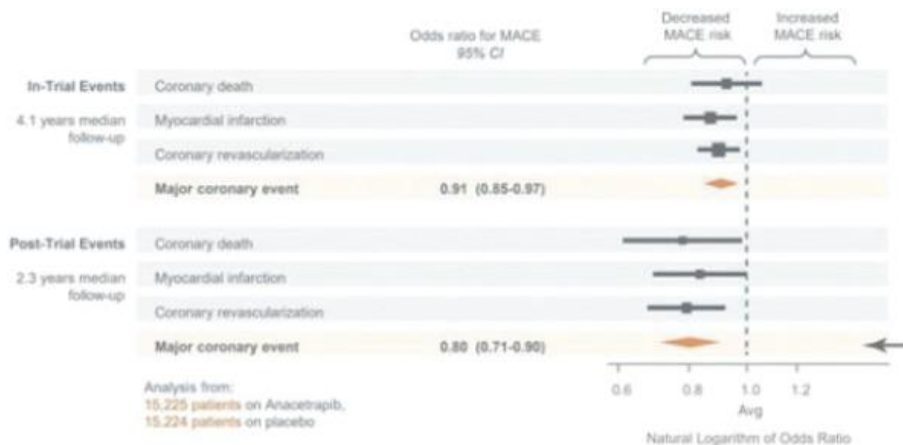 Decreased
MACE risk
Increased
MACE risk
Odds ratio for MACE
95% CI
In-Trial Events
4.1 years median
follow-up
Coronary death
Myocardial infarction
Coronary revascularization
Major coronary event 0.91 (0.85-0.97)
Post-Trial Events
2.3 years median
follow-up
Coronary death
Myocardial infarction
Coronary revascularization
Major coronary event 0.80 (0.71-0.90)
0.6 0.8 1.0 1.2
Avg
Natural Logarithm of Odds Ratio
Analysis from:
15,225 patients on Anacetrapib,
15,224 patients on placebo